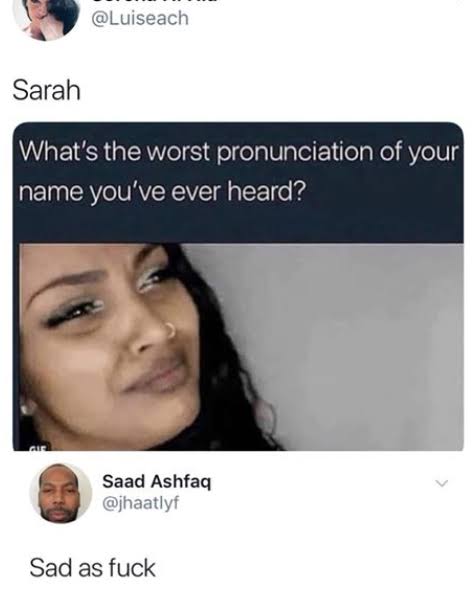 @Luiseach
Sarah
What's the worst pronunciation of your
name you've ever heard?
GIF
Saad Ashfaq
@jhaatlyf
Sad as fuck